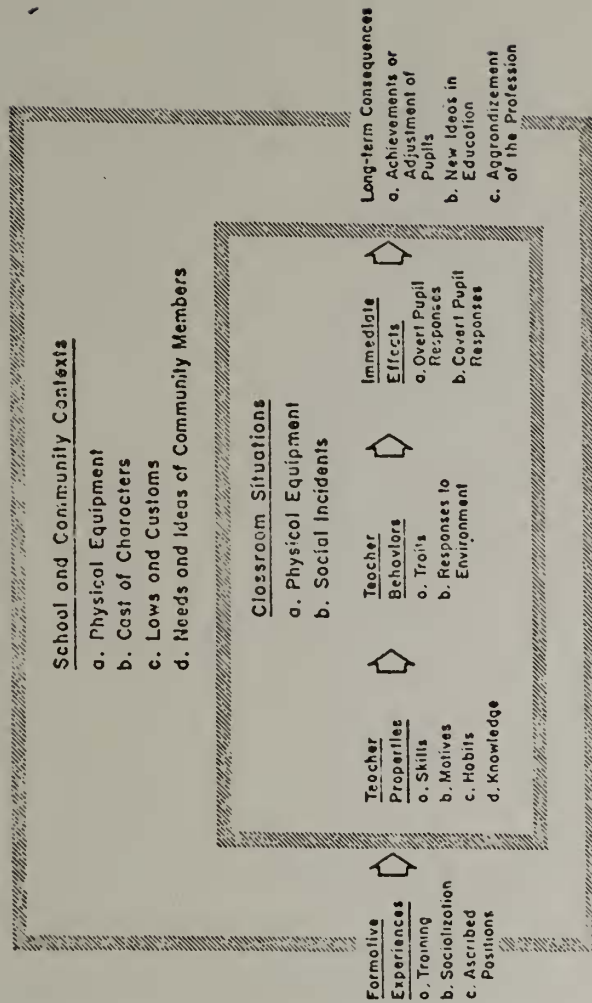 School and Community Contexts
a. Physical Equipment
b. Cast of Characters
c. Laws and Customs
d. Needs and Ideas of Community Members
Classroom Situations
a. Physical Equipment
b. Social Incidents
Formative
Experiences
a. Training
b. Socialization
c. Ascribed
Positions
Teacher
Properties
a. Skills
b. Motives
c. Habits
d. Knowledge
Teacher
Behaviors
a. Traits
b. Responses to
Environment
Immediate
Effects
a. Overt Pupil
Responses
b. Covert Pupil
Responses
Long-term Consequences
a. Achievements or
Adjustment of
Pupils
b. New Ideas in
Education
c. Aggrandizement
of the Profession